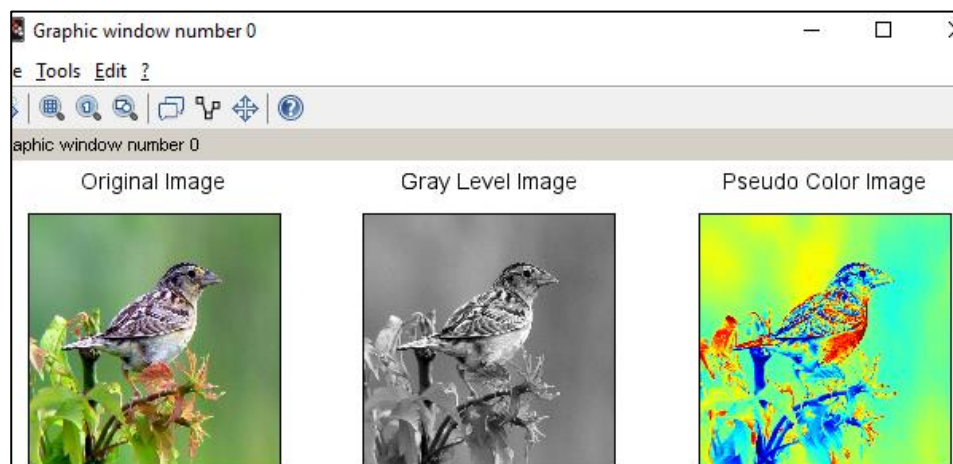 Graphic window number 0
e Tools Edit ?
aphic window number 0
Original Image Gray Level Image Pseudo Color Image